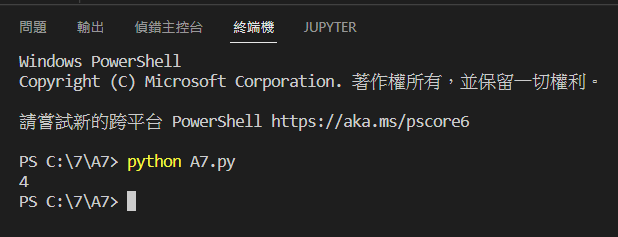 問題 輸出 偵錯主控台 終端機 JUPYTER
Windows PowerShell
Copyright (C) Microsoft Corporation. 著作權所有，並保留一切權利。
請嘗試新的跨平台 PowerShell https://aka.ms/pscore6
PS C:\7\A7> python A7.py
4
PS C:\7\A7>